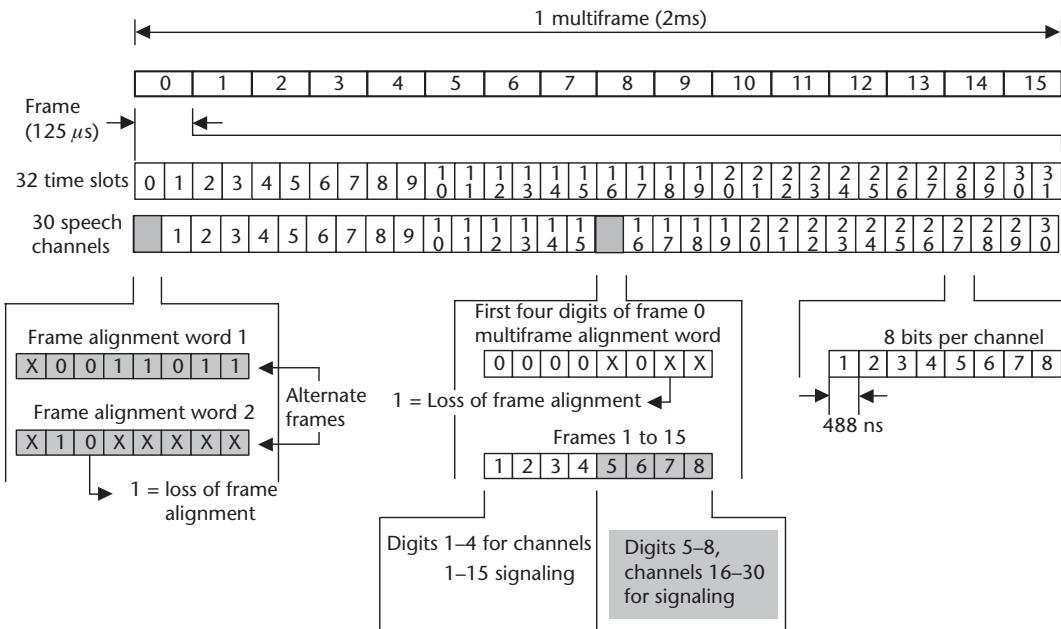 1 multiframe (2ms)
0 1 2 3 4 5 6 7 8 9 10 11 12 13 14 15
Frame
(125 μs)
32 time slots 0 1 2 3 4 5 6 7 8 9 10 11 12 13 14 15 16 17 18 19 20 21 22 23 24 25 26 27 28 29 30 31
30 speech
channels
1 2 3 4 5 6 7 8 9 10 11 12 13 14 15 16 17 18 19 20 21 22 23 24 25 26 27 28 29 30
Frame alignment word 1
X 0 0 1 1 0 1 1
Frame alignment word 2
X 1 0 X X X X X
Alternate
frames
1 = loss of frame
alignment
First four digits of frame 0
multiframe alignment word
0 0 0 0 X 0 X X
1 = Loss of frame alignment
Frames 1 to 15
1 2 3 4 5 6 7 8
Digits 1–4 for channels
1–15 signaling
Digits 5–8,
channels 16–30
for signaling
8 bits per channel
1 2 3 4 5 6 7 8
488 ns